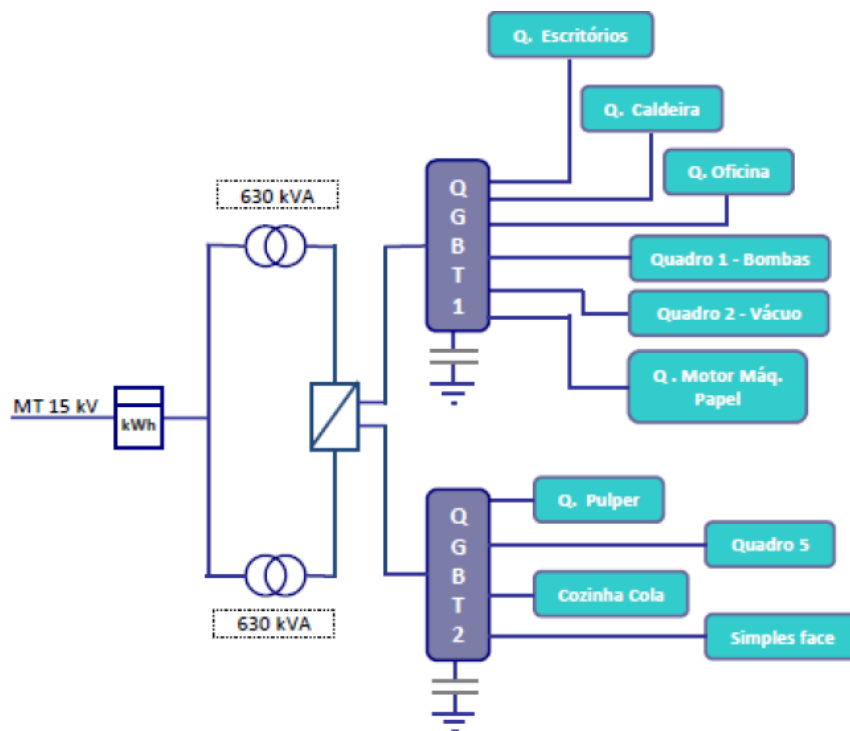 Q. Escritórios
Q. Caldeira
Q. Oficina
630 kVA
Q
G
B
T
1
Quadro 1 - Bombas
Quadro 2 - Vácuo
Q . Motor Máq.
Papel
MT 15 kV
kWh
Q. Pulper
Q
G
B
T
2
Quadro 5
Cozinha Cola
630 kVA
Simples face